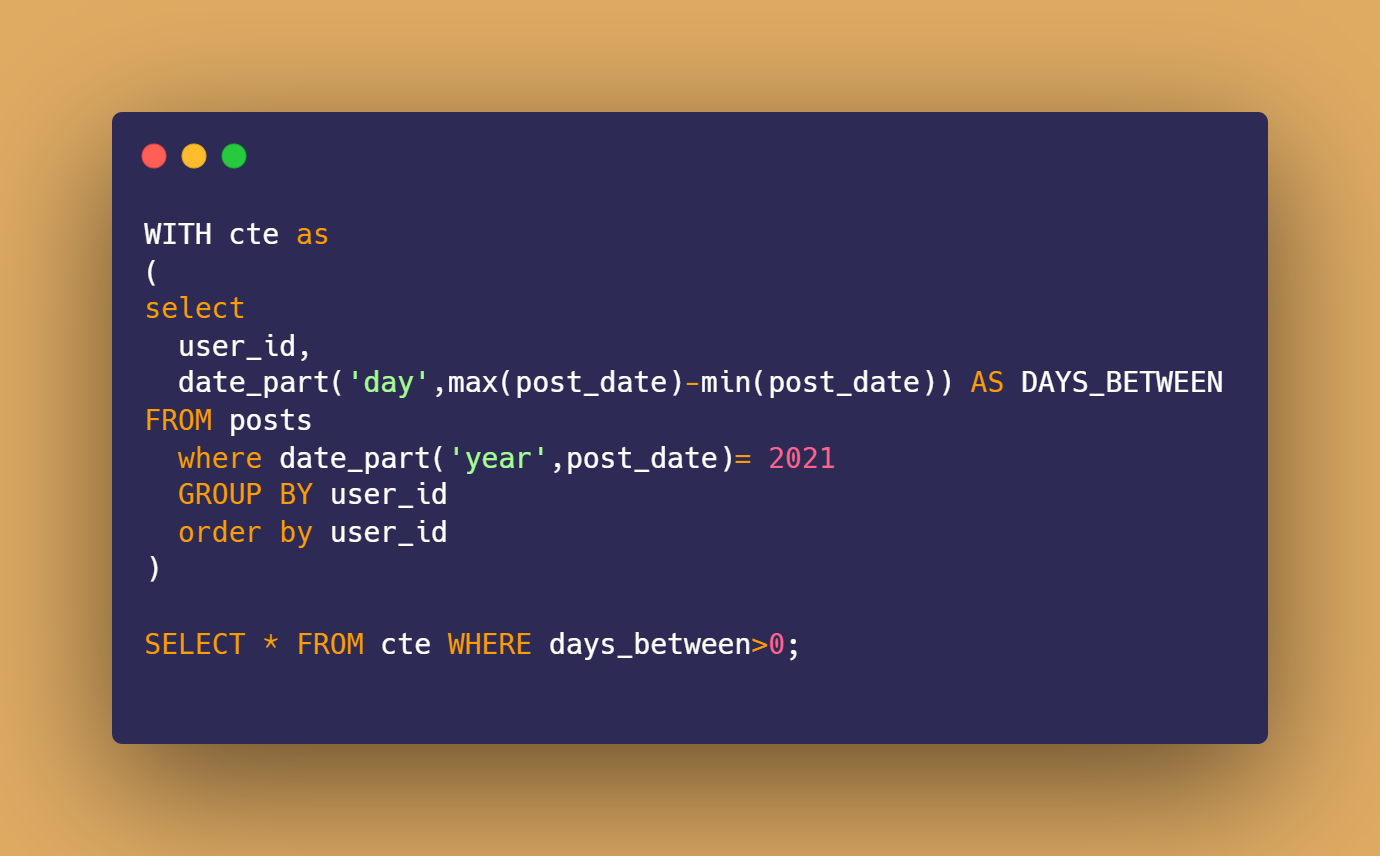 WITH cte as
(
select
  user_id,
  date_part('day',max(post_date)-min(post_date)) AS DAYS_BETWEEN
FROM posts
  where date_part('year',post_date)= 2021
  GROUP BY user_id
  order by user_id
)

SELECT * FROM cte WHERE days_between>0;